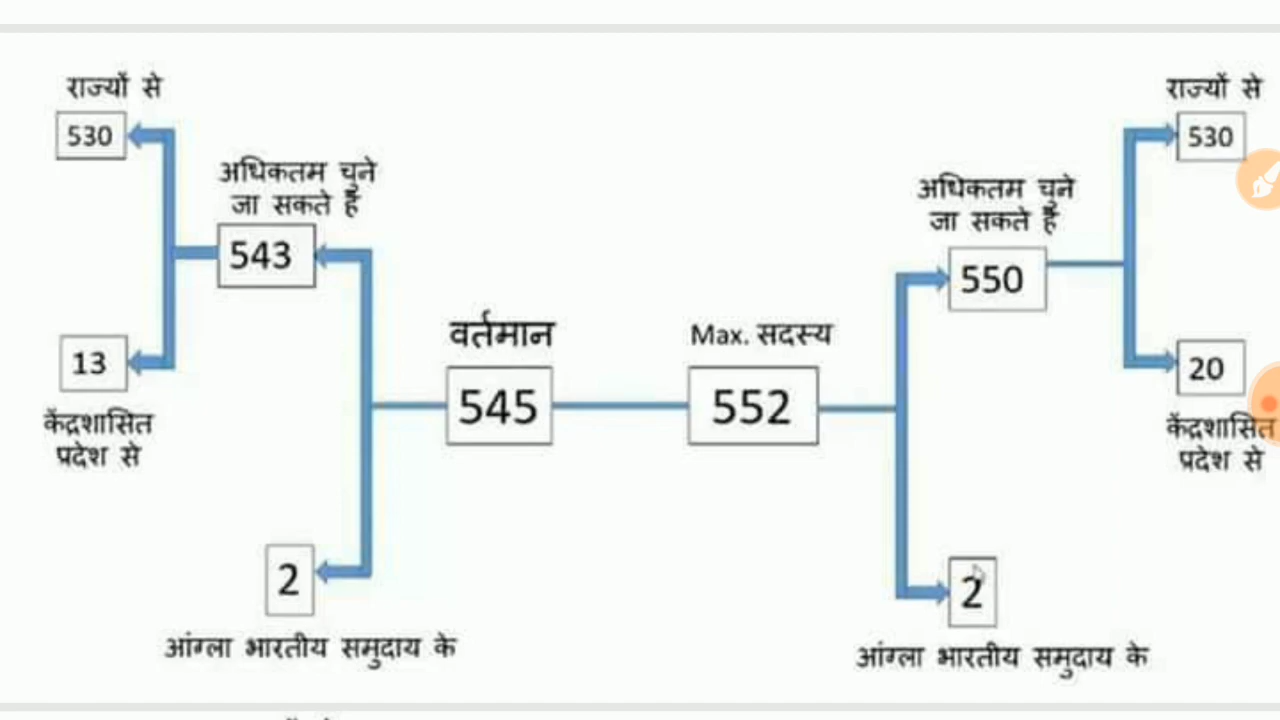 राज्यों से
530
अधिकतम चुने
जा सकते हैं
543
13
केंद्रशासित
प्रदेश से
वर्तमान
545
2
आंग्ला भारतीय समुदाय के
Max. सदस्य
552
अधिकतम चुने
जा सकते हैं
550
राज्यों से
530
20
केंद्रशासित
प्रदेश से
2
आंग्ला भारतीय समुदाय के